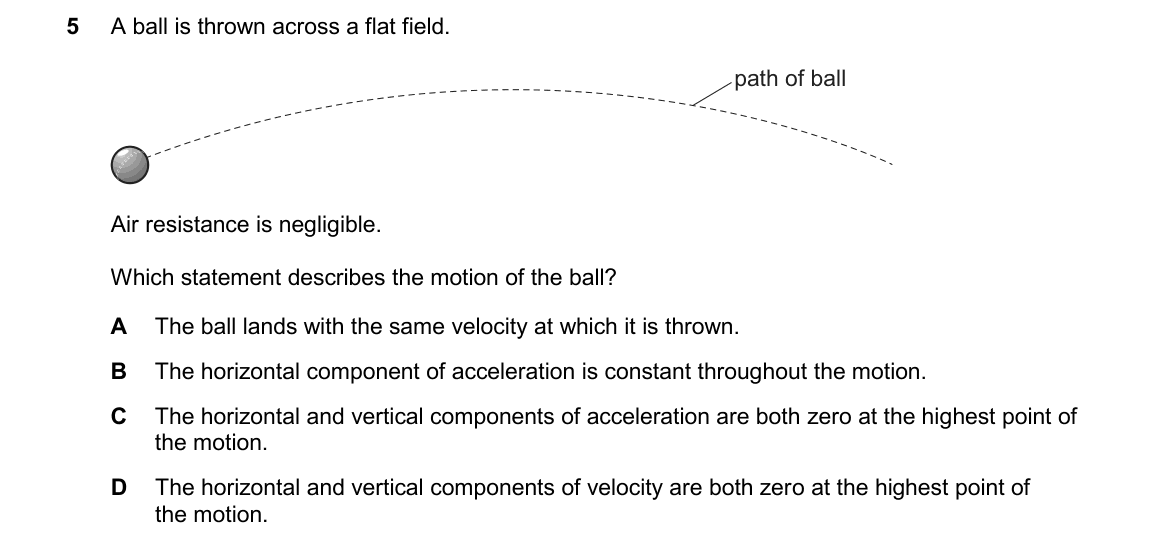 5 A ball is thrown across a flat field.
path of ball
Air resistance is negligible.
Which statement describes the motion of the ball?
A The ball lands with the same velocity at which it is thrown.
B The horizontal component of acceleration is constant throughout the motion.
C The horizontal and vertical components of acceleration are both zero at the highest point of
the motion.
D The horizontal and vertical components of velocity are both zero at the highest point of
the motion.